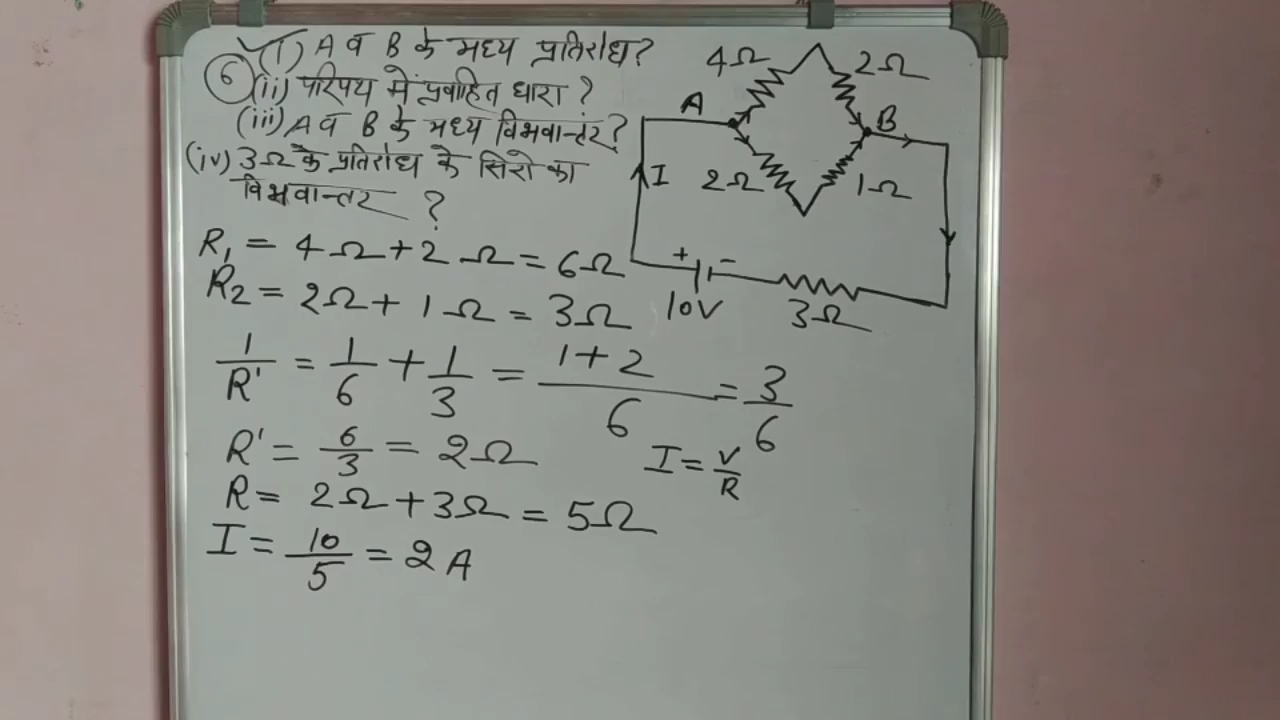 (i) A व B के मध्य प्रतिरोध?
6 (ii) परिपथ में प्रवाहित धारा ?
(iii) A व B के मध्य विभवान्तर ?
(iv) 3Ω के प्रतिरोध के सिरो का
विभवान्तर ?
4Ω
2Ω
A
B
I
2Ω
1Ω
+ -
10V
3Ω
R₁ = 4Ω + 2Ω = 6Ω
R₂ = 2Ω + 1Ω = 3Ω
1/R' = 1/6 + 1/3 = 1+2/6 = 3/6
R' = 6/3 = 2Ω
I = V/R
R = 2Ω + 3Ω = 5Ω
I = 10/5 = 2A